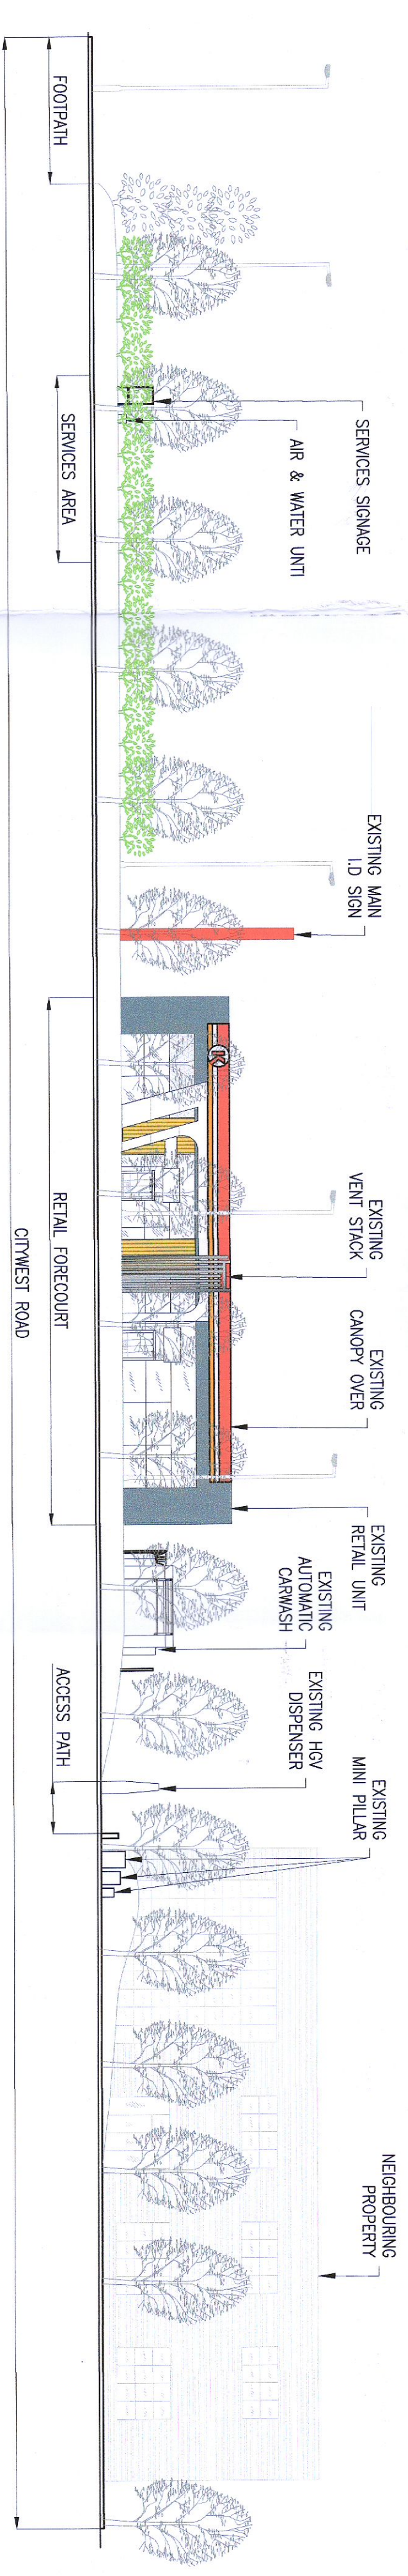 SERVICES SIGNAGE
AIR & WATER UNTI
EXISTING MAIN
I.D SIGN
EXISTING
VENT STACK
EXISTING
CANOPY OVER
EXISTING
RETAIL UNIT
EXISTING
AUTOMATIC
CARWASH
EXISTING HGV
DISPENSER
EXISTING
MINI PILLAR
NEIGHBOURING
PROPERTY
K
FOOTPATH
SERVICES AREA
RETAIL FORECOURT
ACCESS PATH
CITYWEST ROAD